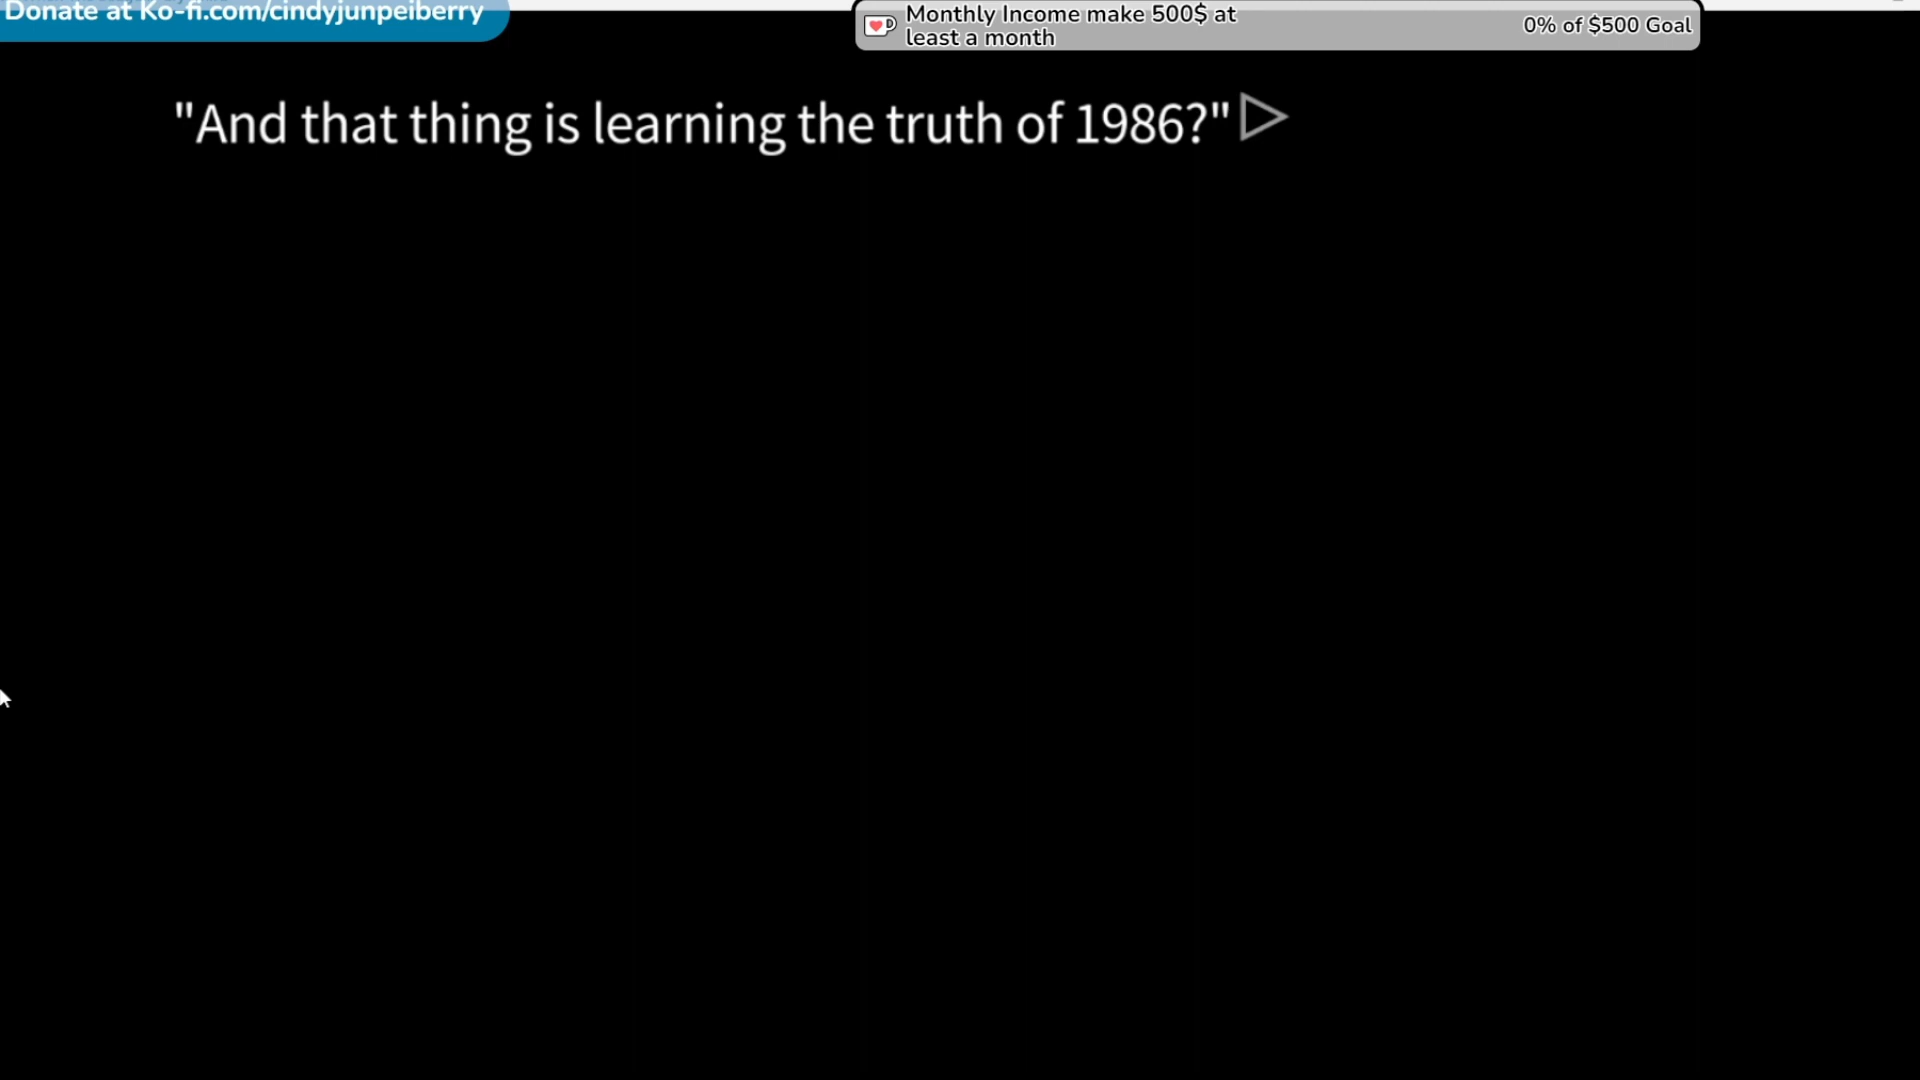 Donate at Ko-fi.com/cindyjunpeiberry
Monthly Income make 500$ at
least a month
0% of $500 Goal
"And that thing is learning the truth of 1986?"